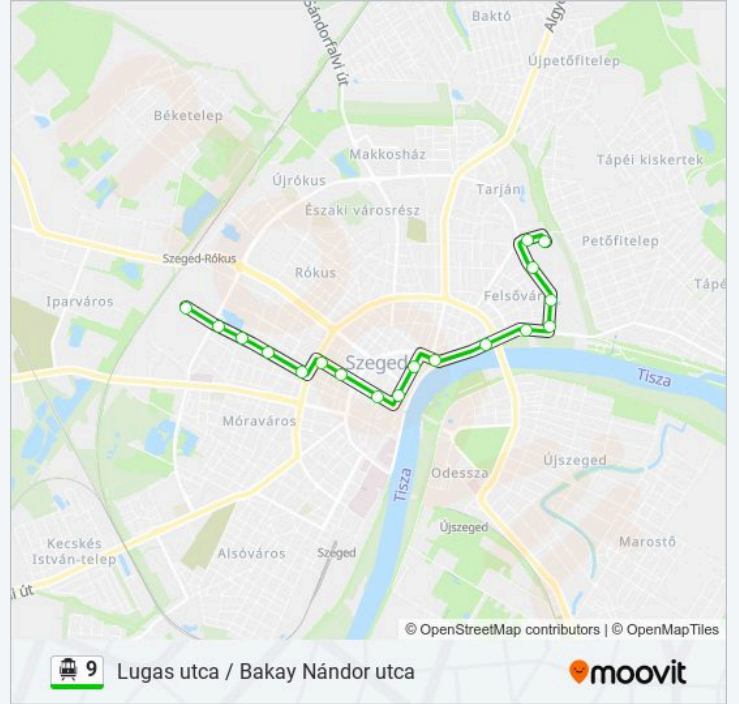 Sándorfalvi út
Baktó
Algyő
Újpetőfitelep
Béketelep
Makkosház
Tápéi kiskertek
Újrókus
Tarján
Északi városrész
Szeged-Rókus
Petőfitelep
Rókus
Tápé
Iparváros
Felsőváros
Szeged
Tisza
Móraváros
Odessza
Újszeged
Tisza
Újszeged
Kecskés
István-telep
Alsóváros
Szeged
Marostő
i út
© OpenStreetMap contributors | © OpenMapTiles
9 Lugas utca / Bakay Nándor utca
moovit